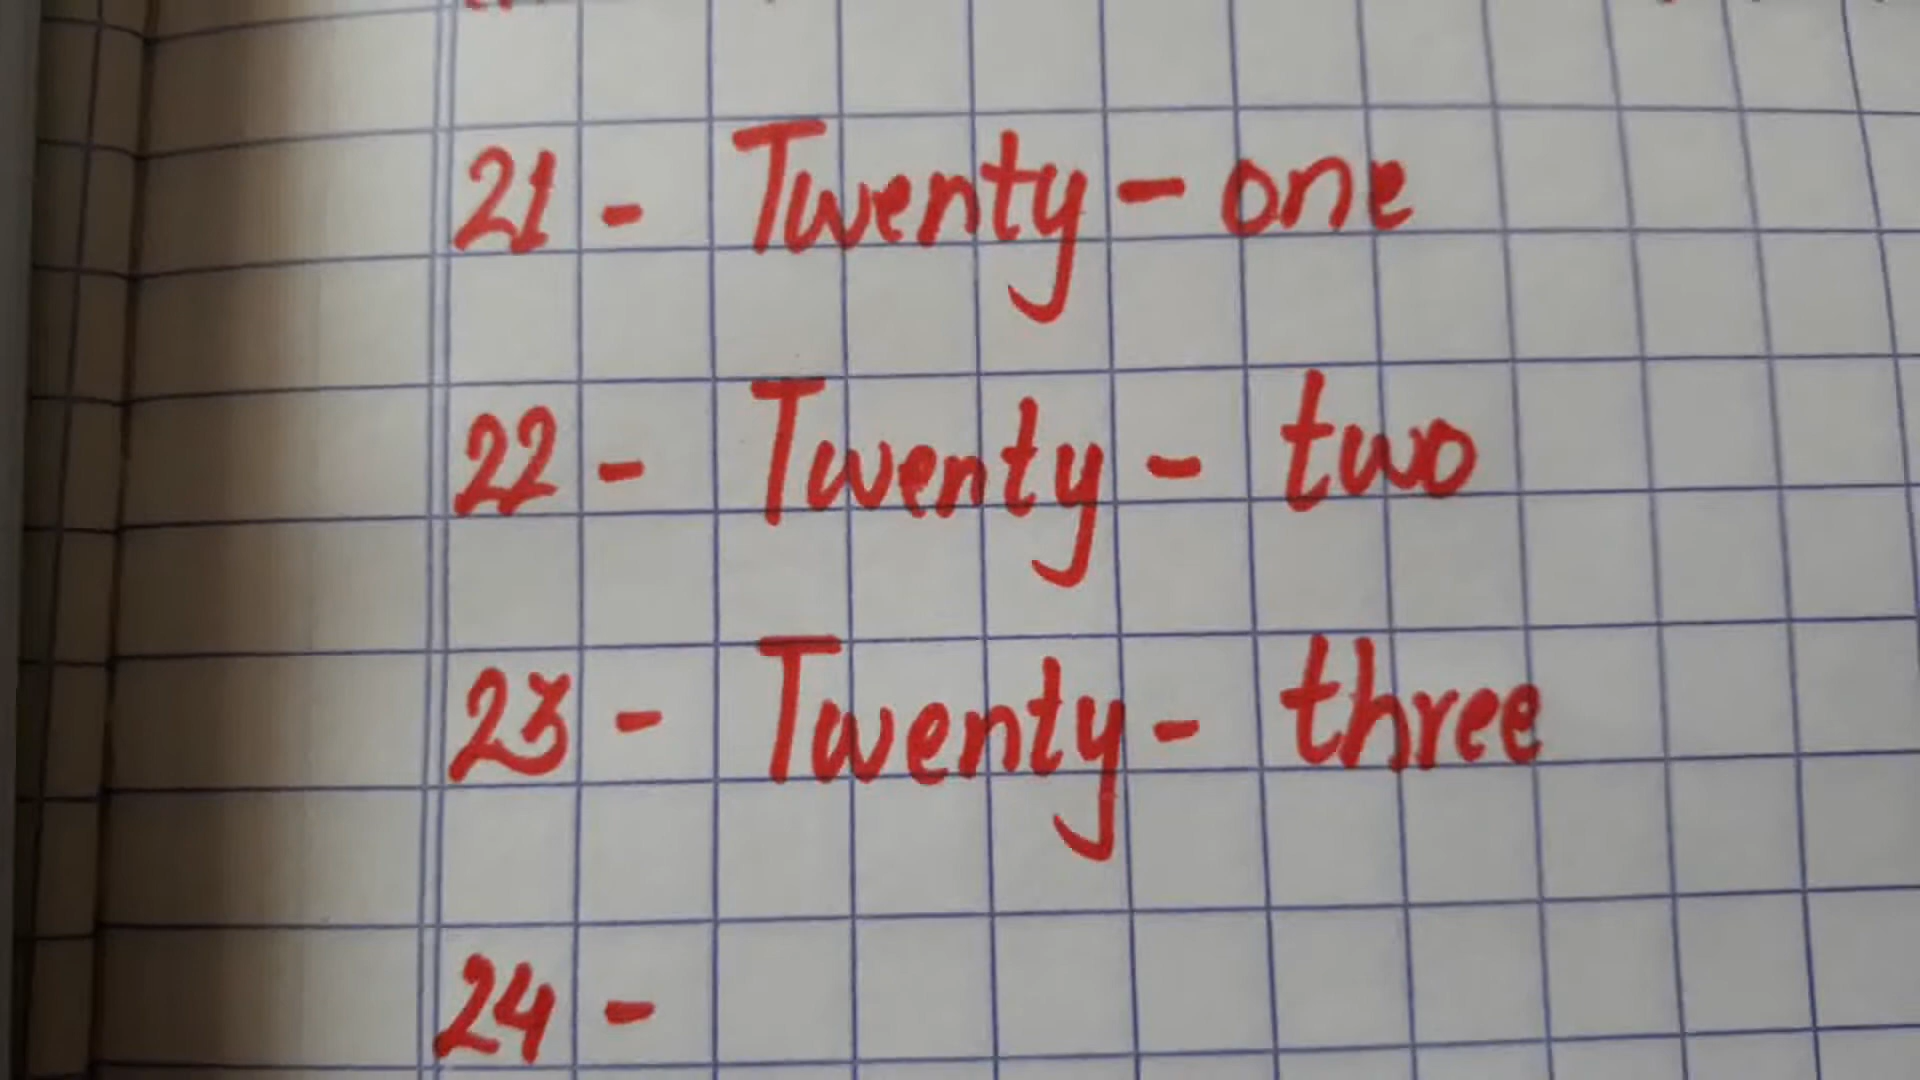 21 - Twenty - one
22 - Twenty - two
23 - Twenty - three
24 -